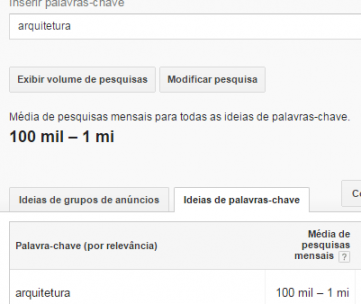 Inserir palavras-chave
arquitetura
Exibir volume de pesquisas Modificar pesquisa
Média de pesquisas mensais para todas as ideias de palavras-chave.
100 mil – 1 mi
Ideias de grupos de anúncios Ideias de palavras-chave
Palavra-chave (por relevância)
Média de
pesquisas
mensais ?
arquitetura 100 mil – 1 mi